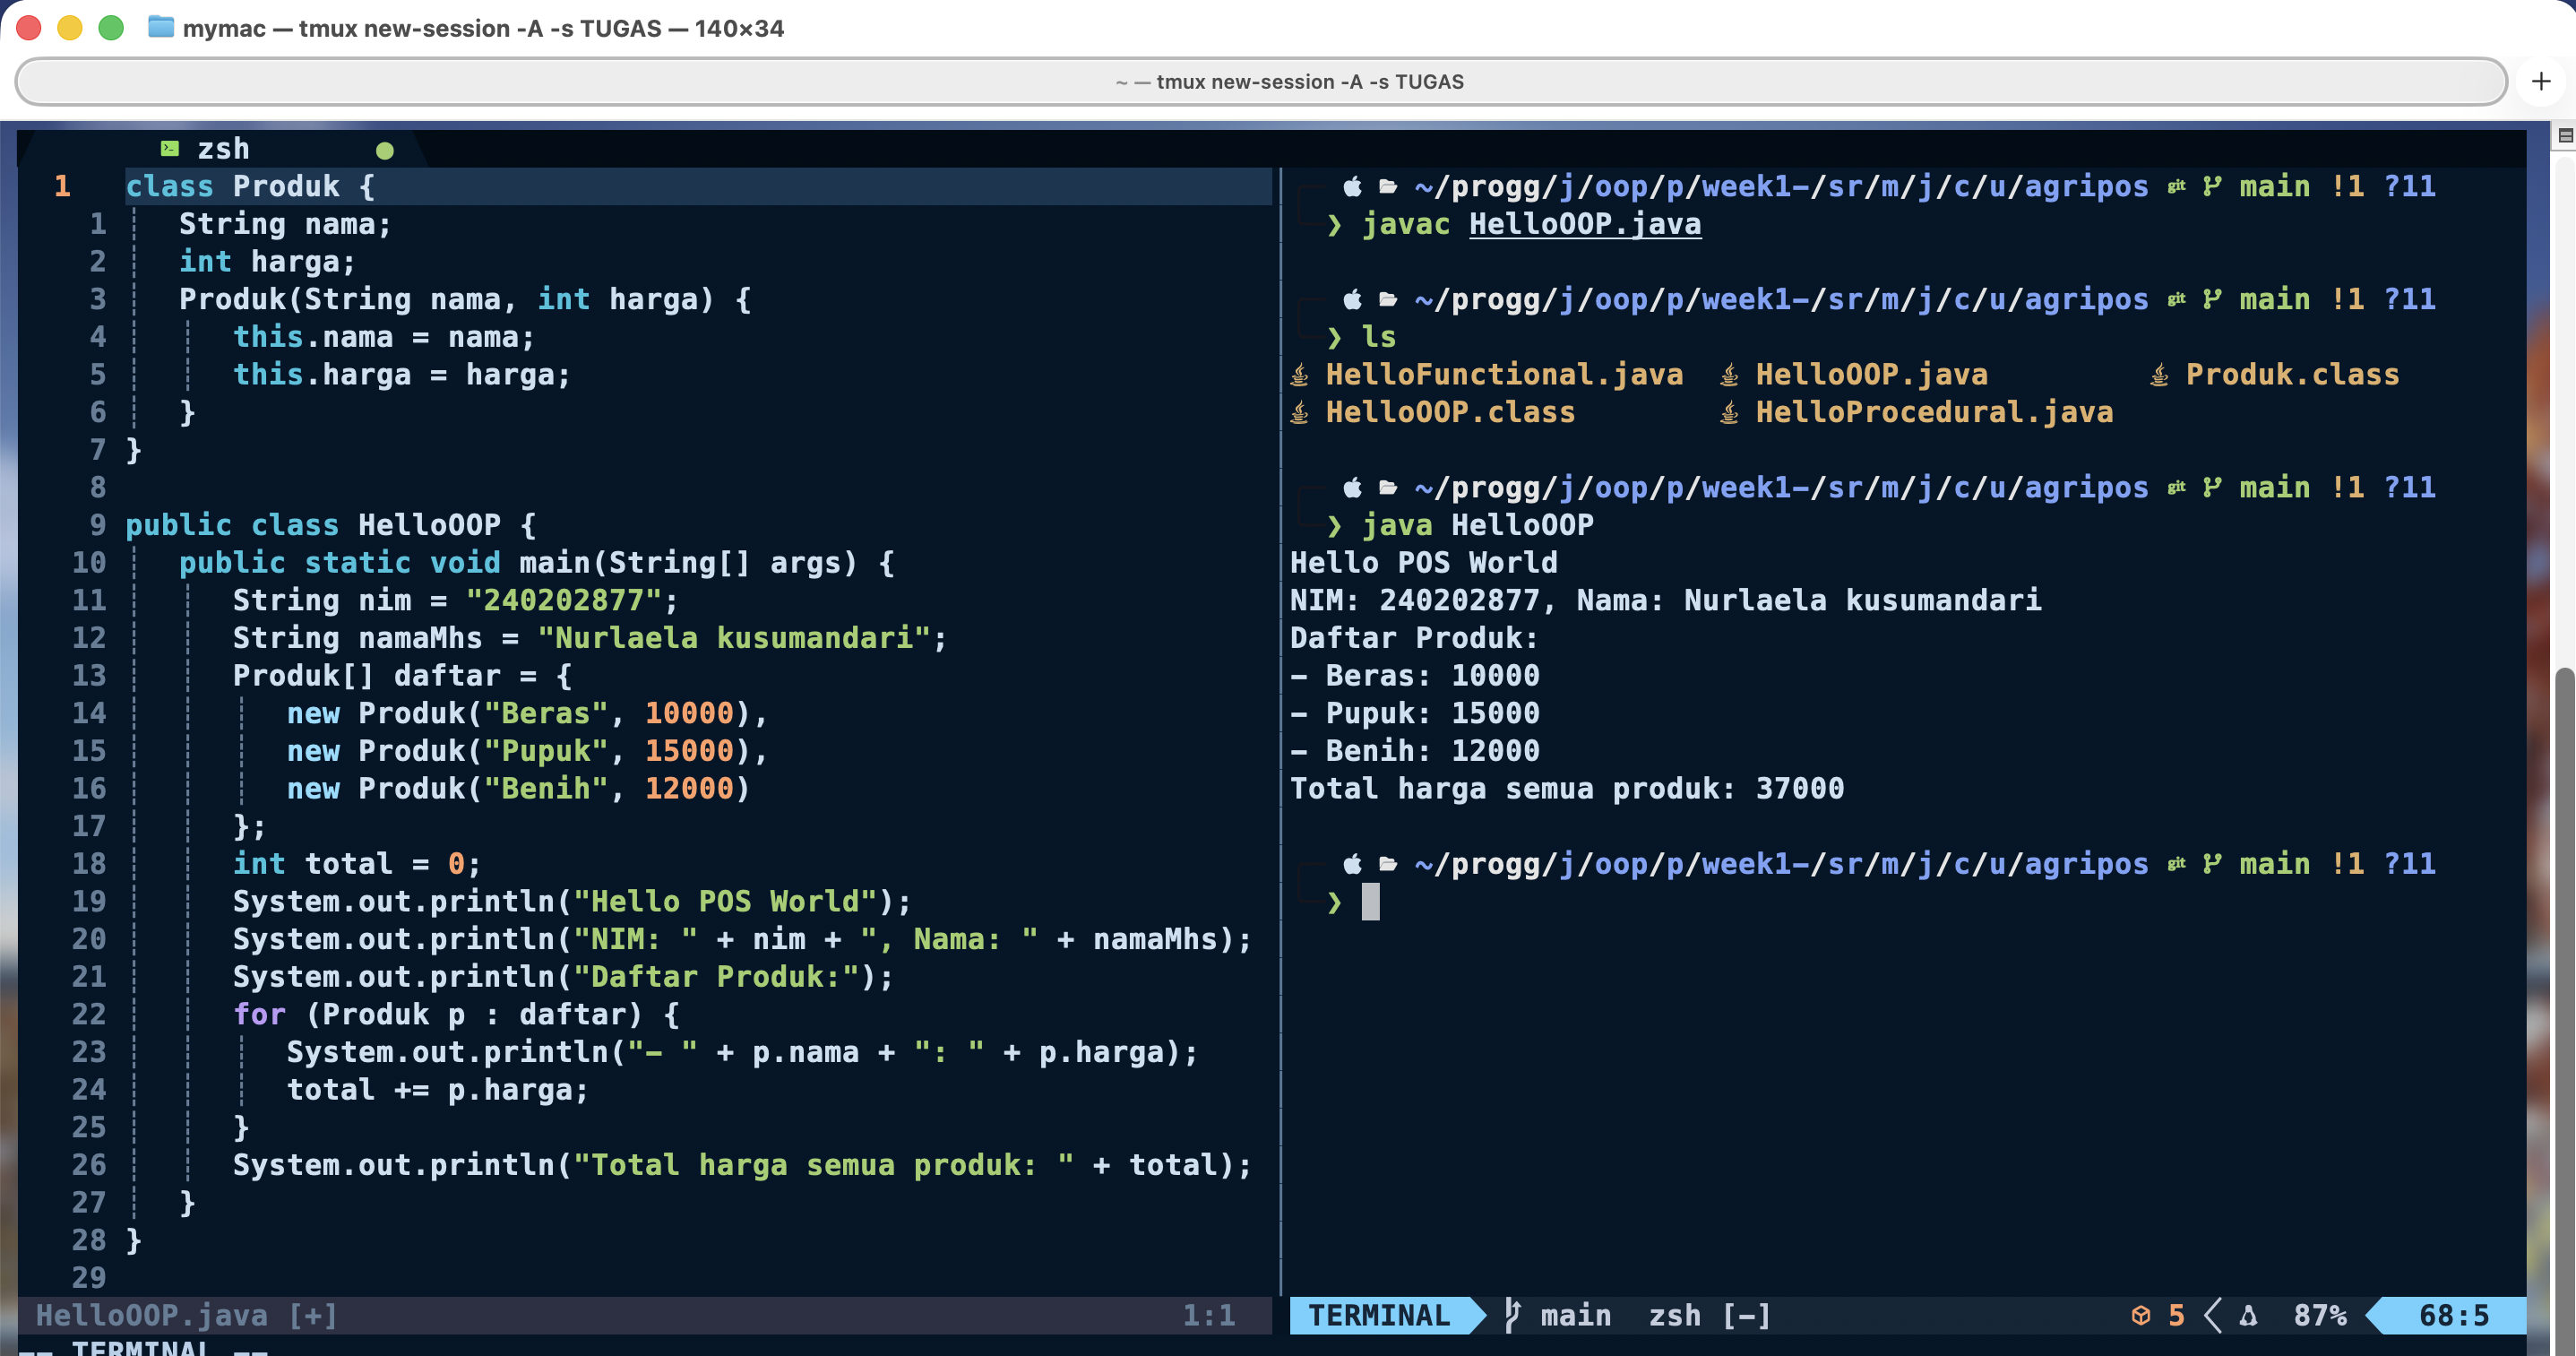 mymac — tmux new-session -A -s TUGAS — 140×34
~ — tmux new-session -A -s TUGAS
zsh
1 class Produk {
1 String nama;
2 int harga;
3 Produk(String nama, int harga) {
4 this.nama = nama;
5 this.harga = harga;
6 }
7 }
8
9 public class HelloOOP {
10 public static void main(String[] args) {
11 String nim = "240202877";
12 String namaMhs = "Nurlaela kusumandari";
13 Produk[] daftar = {
14 new Produk("Beras", 10000),
15 new Produk("Pupuk", 15000),
16 new Produk("Benih", 12000)
17 };
18 int total = 0;
19 System.out.println("Hello POS World");
20 System.out.println("NIM: " + nim + ", Nama: " + namaMhs);
21 System.out.println("Daftar Produk:");
22 for (Produk p : daftar) {
23 System.out.println("- " + p.nama + ": " + p.harga);
24 total += p.harga;
25 }
26 System.out.println("Total harga semua produk: " + total);
27 }
28 }
29
HelloOOP.java [+] 1:1
~/progg/j/oop/p/week1-/sr/m/j/c/u/agripos git main !1 ?11
❯ javac HelloOOP.java
~/progg/j/oop/p/week1-/sr/m/j/c/u/agripos git main !1 ?11
❯ ls
HelloFunctional.java HelloOOP.java Produk.class
HelloOOP.class HelloProcedural.java
~/progg/j/oop/p/week1-/sr/m/j/c/u/agripos git main !1 ?11
❯ java HelloOOP
Hello POS World
NIM: 240202877, Nama: Nurlaela kusumandari
Daftar Produk:
- Beras: 10000
- Pupuk: 15000
- Benih: 12000
Total harga semua produk: 37000
~/progg/j/oop/p/week1-/sr/m/j/c/u/agripos git main !1 ?11
❯
TERMINAL main zsh [-] 5 87% 68:5
-- TERMINAL --